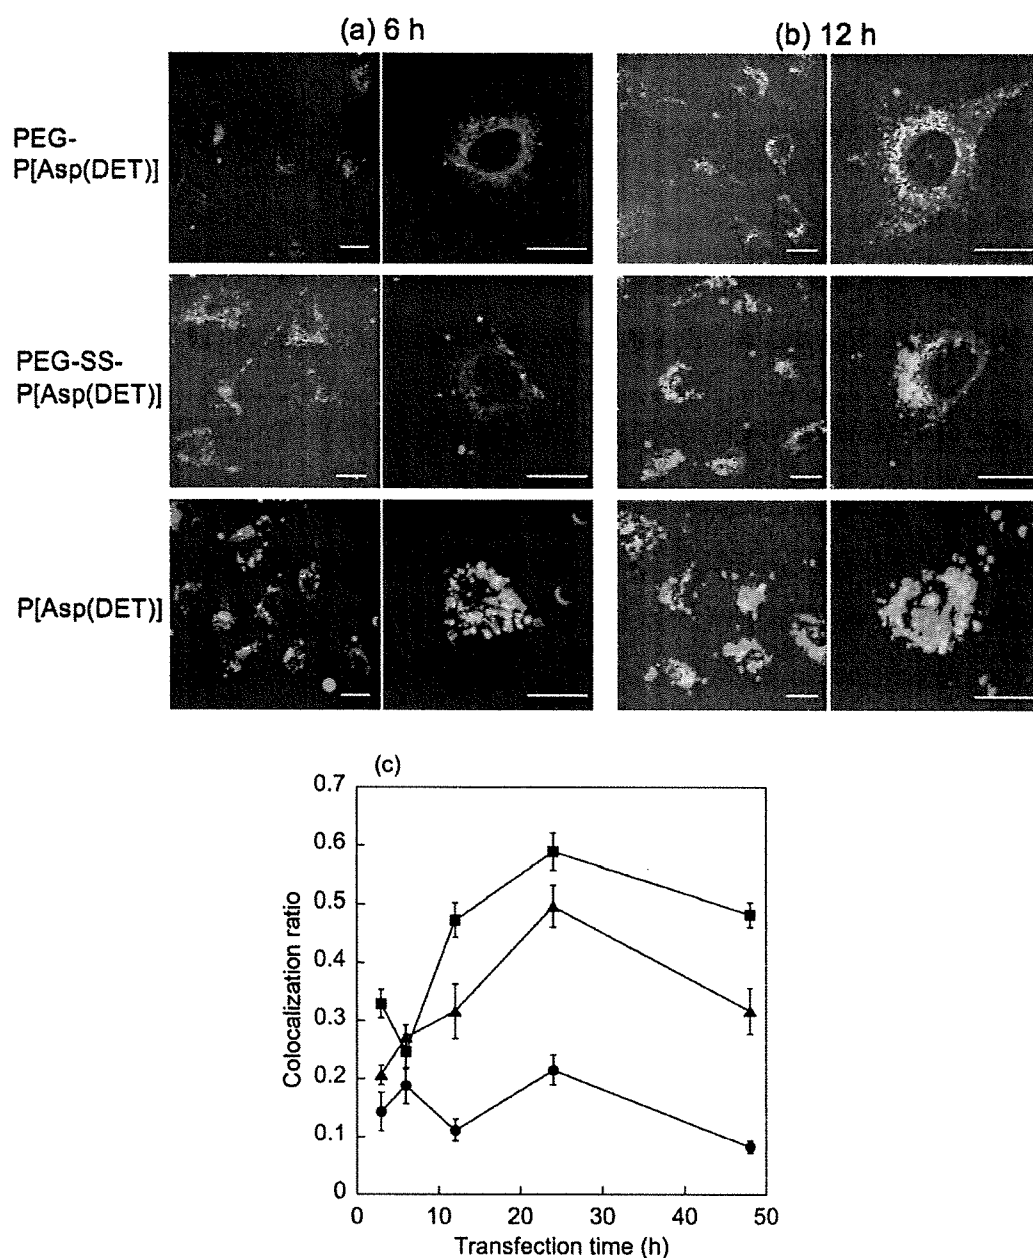 (a) 6 h
(b) 12 h
PEG-
P[Asp(DET)]
PEG-SS-
P[Asp(DET)]
P[Asp(DET)]
(c)
0.7
0.6
0.5
0.4
0.3
0.2
0.1
0
Colocalization ratio
0 10 20 30 40 50
Transfection time (h)